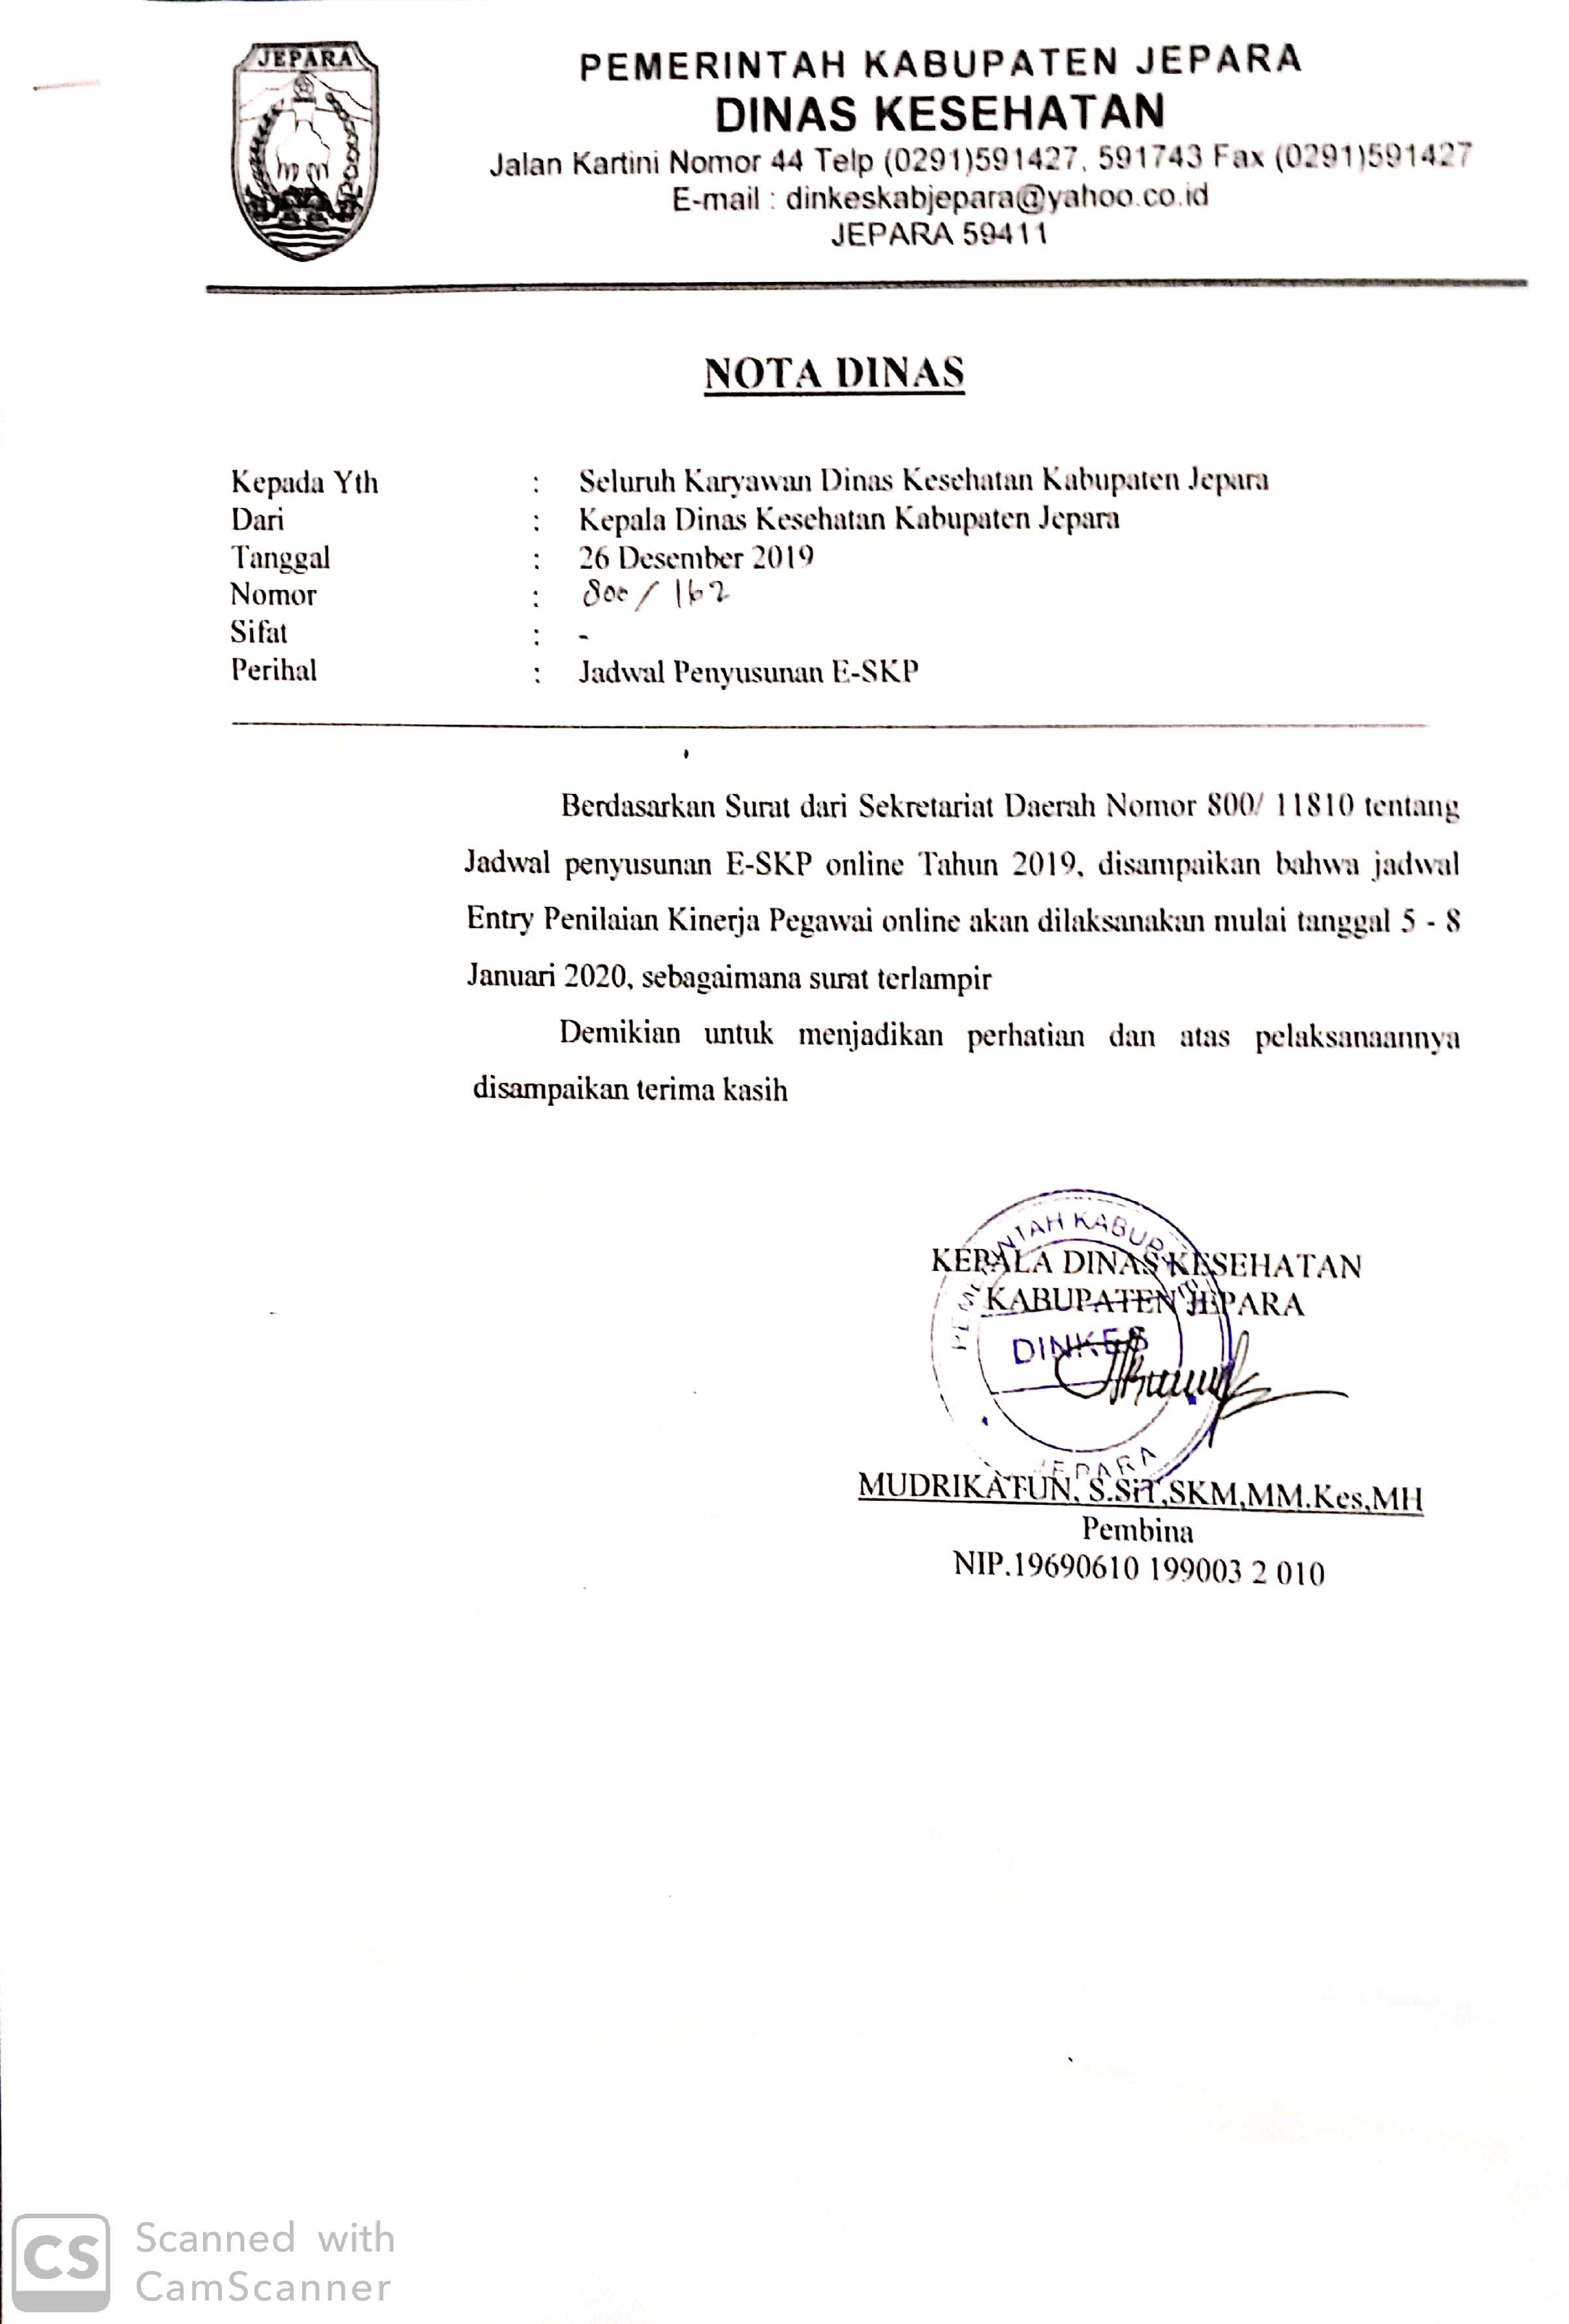 JEPARA
PEMERINTAH KABUPATEN JEPARA
DINAS KESEHATAN
Jalan Kartini Nomor 44 Telp (0291)591427, 591743 Fax (0291)591427
E-mail : dinkeskabjepara@yahoo.co.id
JEPARA 59411
NOTA DINAS
Kepada Yth : Seluruh Karyawan Dinas Kesehatan Kabupaten Jepara
Dari : Kepala Dinas Kesehatan Kabupaten Jepara
Tanggal : 26 Desember 2019
Nomor : 800 / 162
Sifat : -
Perihal : Jadwal Penyusunan E-SKP
Berdasarkan Surat dari Sekretariat Daerah Nomor 800/ 11810 tentang
Jadwal penyusunan E-SKP online Tahun 2019, disampaikan bahwa jadwal
Entry Penilaian Kinerja Pegawai online akan dilaksanakan mulai tanggal 5 - 8
Januari 2020, sebagaimana surat terlampir
Demikian untuk menjadikan perhatian dan atas pelaksanaannya
disampaikan terima kasih
KEPALA DINAS KESEHATAN
KABUPATEN JEPARA
DINKES
JEPARA
MUDRIKATUN, S.SiT,SKM,MM.Kes,MH
Pembina
NIP.19690610 199003 2 010
CS
Scanned with
CamScanner